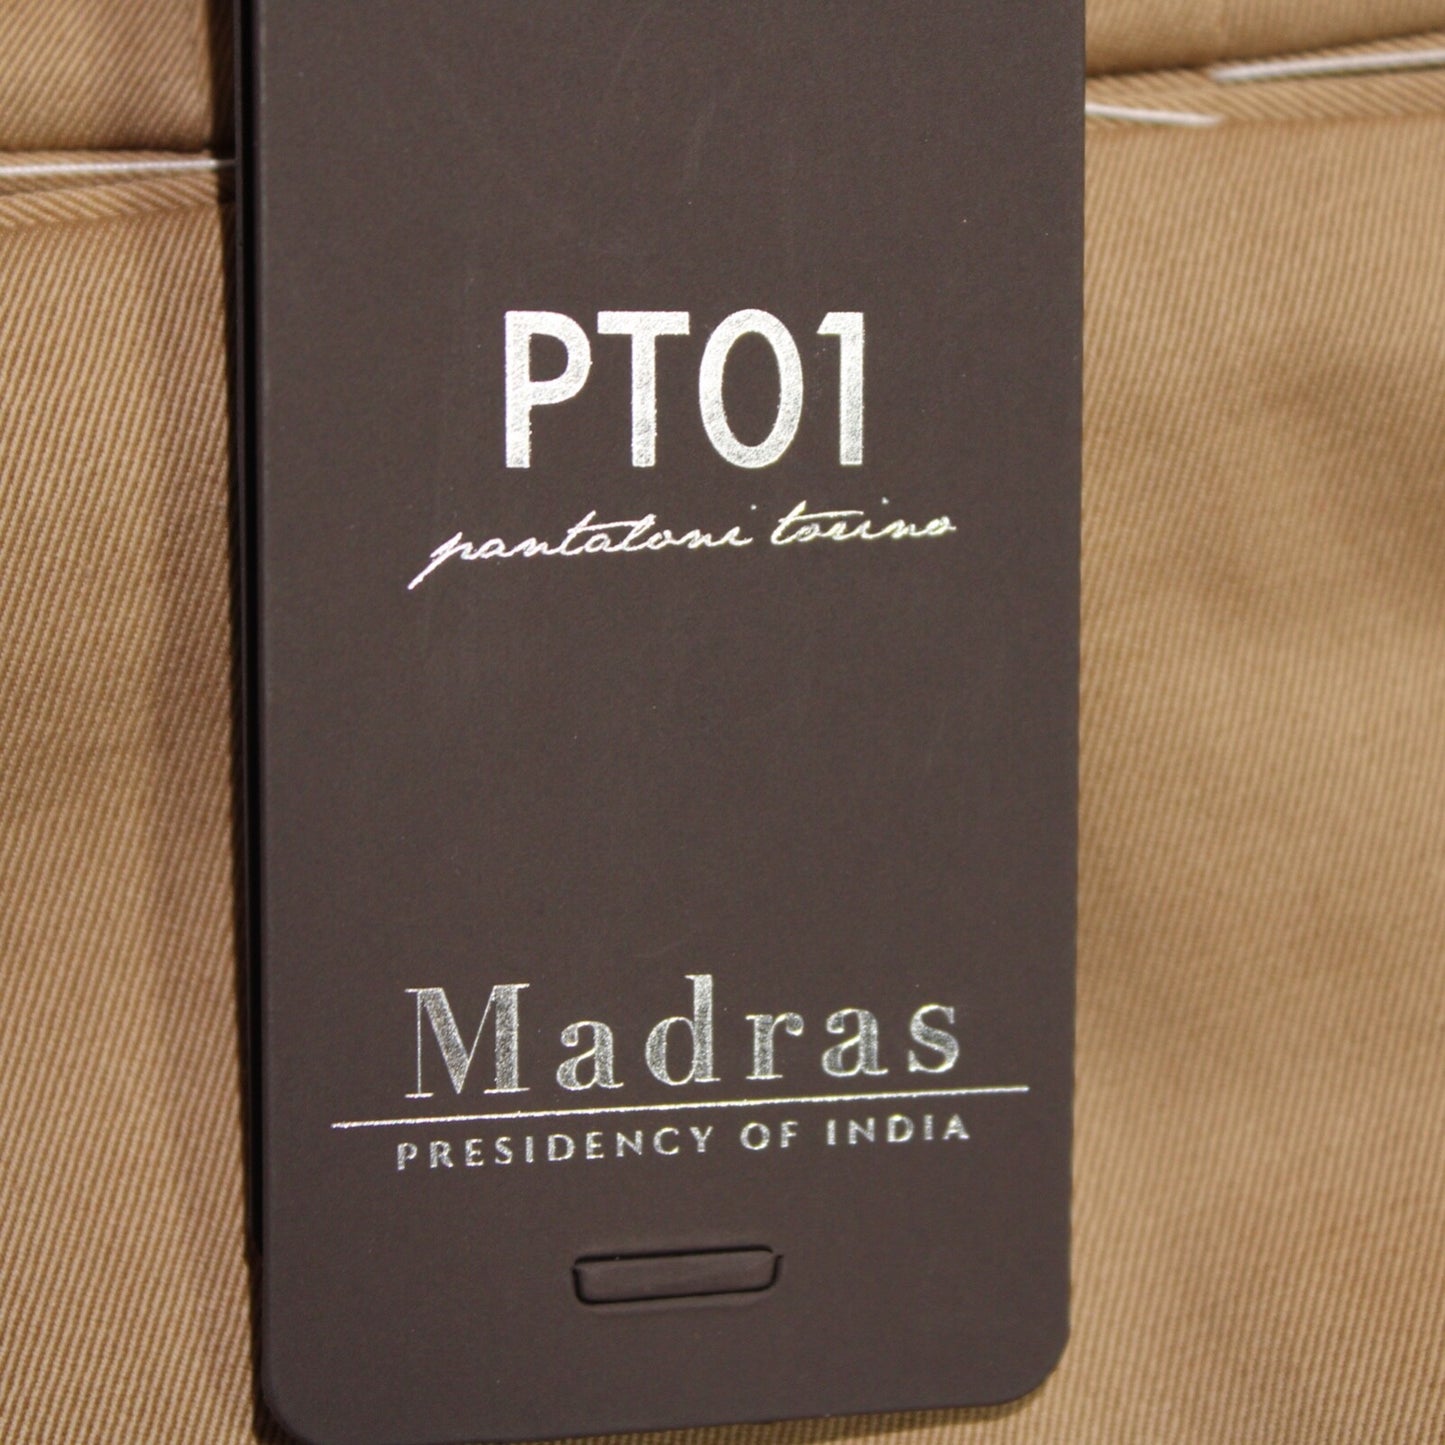 PT01
pantaloni torino
Madras
PRESIDENCY OF INDIA